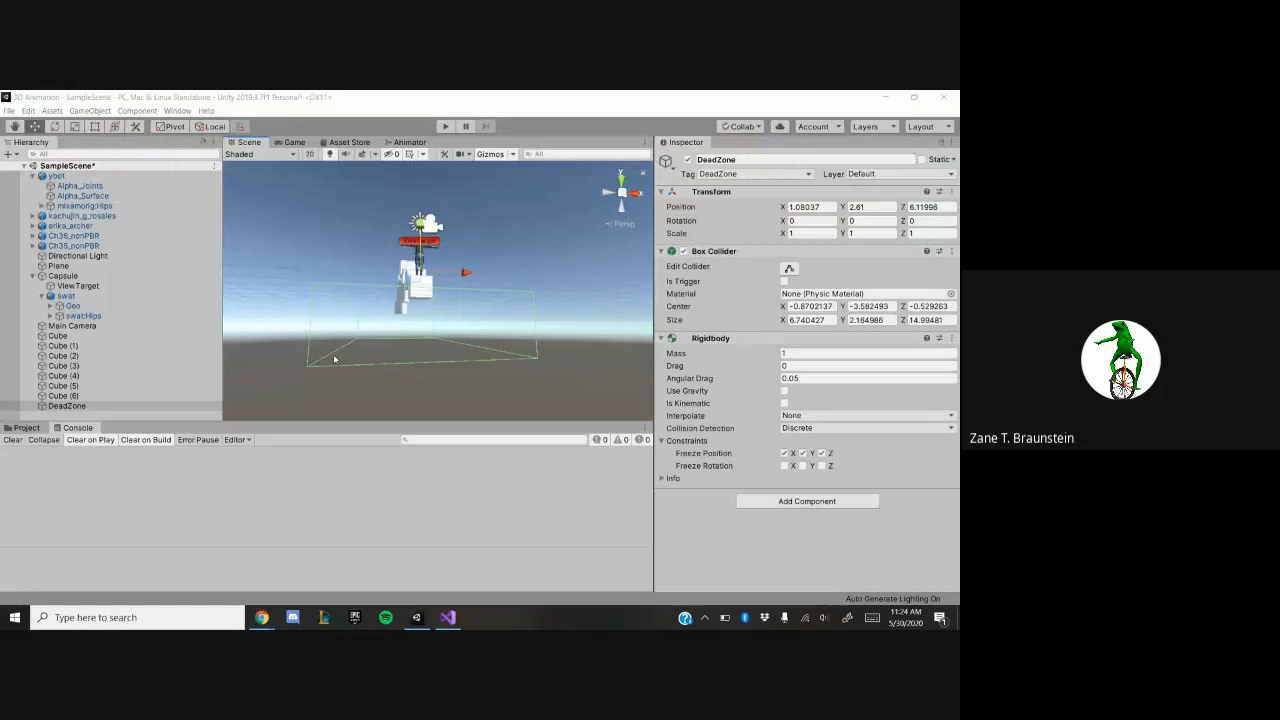 3D Animation - SampleScene - PC, Mac & Linux Standalone - Unity 2019.3.7f1 Personal* <DX11>
File Edit Assets GameObject Component Window Help
Pivot Local Collab Account Layers Layout
Hierarchy Scene Game Asset Store Animator Inspector
All Shaded 2D 0 Gizmos All
DeadZone Static
Tag DeadZone Layer Default
SampleScene*
ybot
Alpha_Joints
Alpha_Surface
mixamorig:Hips
kachujin_g_rosales
erika_archer
Ch36_nonPBR
Ch35_nonPBR
Directional Light
Plane
Capsule
ViewTarget
swat
Geo
swat:Hips
Main Camera
Cube
Cube (1)
Cube (2)
Cube (3)
Cube (4)
Cube (5)
Cube (6)
DeadZone
y
x
Persp
ViewTarget
Transform
Position X 1.08037 Y 2.61 Z 6.11996
Rotation X 0 Y 0 Z 0
Scale X 1 Y 1 Z 1
Box Collider
Edit Collider
Is Trigger
Material None (Physic Material)
Center X -0.8702137 Y -3.582493 Z -0.529263
Size X 6.740427 Y 2.164986 Z 14.99481
Rigidbody
Mass 1
Drag 0
Angular Drag 0.05
Use Gravity
Is Kinematic
Interpolate None
Collision Detection Discrete
Constraints
Freeze Position X Y Z
Freeze Rotation X Y Z
Info
Add Component
Project Console
Clear Collapse Clear on Play Clear on Build Error Pause Editor 0 0 0
Auto Generate Lighting On
Type here to search
EPIC
11:24 AM
5/30/2020
1
Zane T. Braunstein